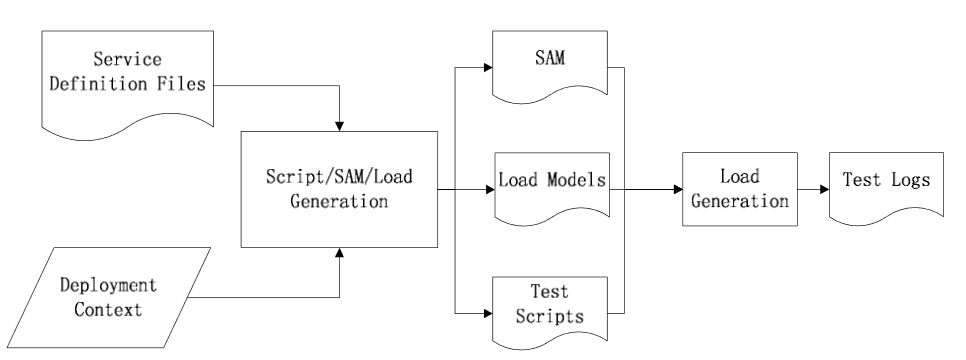 Service
Definition Files
Deployment
Context
Script/SAM/Load
Generation
SAM
Load Models
Test
Scripts
Load
Generation
Test Logs